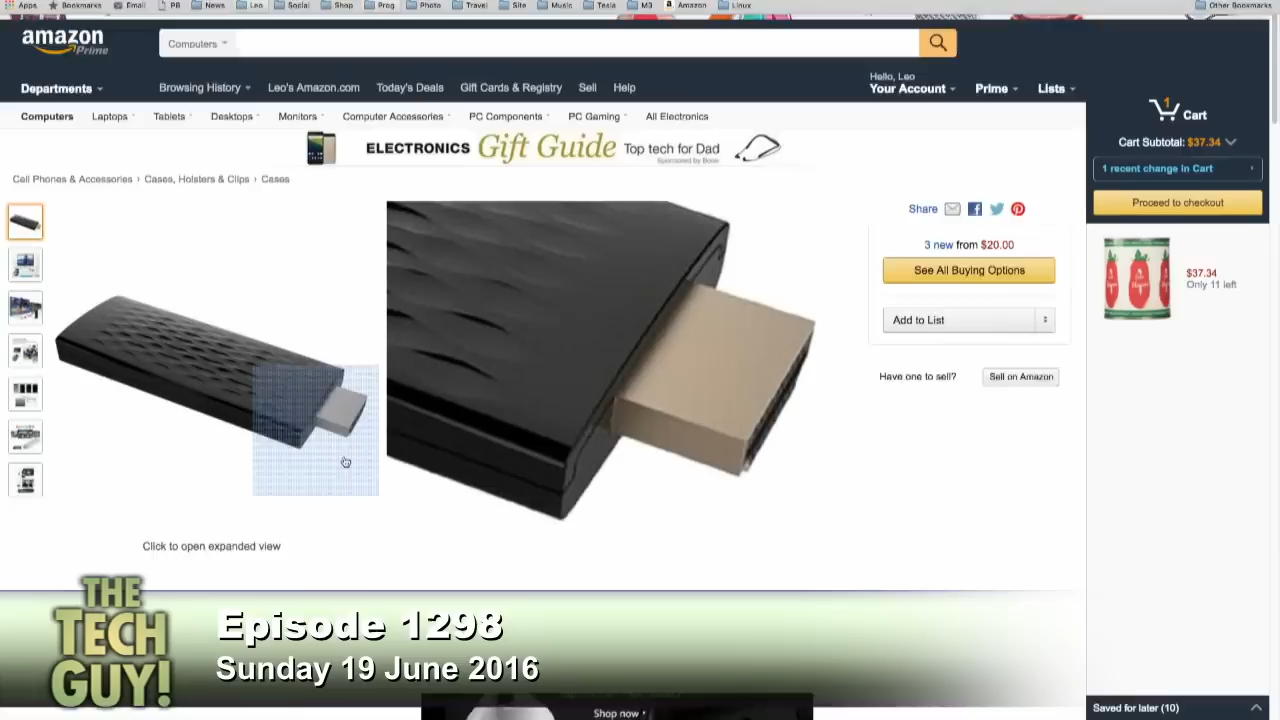 Apps Bookmarks Email PB News Leo Social Shop Prog Photo Travel Site Music Tesla M3 Amazon Linux Other Bookmarks
amazon
Prime
Computers
Departments Browsing History Leo's Amazon.com Today's Deals Gift Cards & Registry Sell Help
Hello, Leo
Your Account Prime Lists
1
Cart
Computers Laptops Tablets Desktops Monitors Computer Accessories PC Components PC Gaming All Electronics
Cart Subtotal: $37.34
1 recent change in Cart
Proceed to checkout
ELECTRONICS Gift Guide Top tech for Dad
Sponsored by Bose
Cell Phones & Accessories › Cases, Holsters & Clips › Cases
Share
3 new from $20.00
See All Buying Options
Add to List
Have one to sell? Sell on Amazon
$37.34
Only 11 left
Click to open expanded view
THE
TECH
GUY!
Episode 1298
Sunday 19 June 2016
Shop now
Saved for later (10)